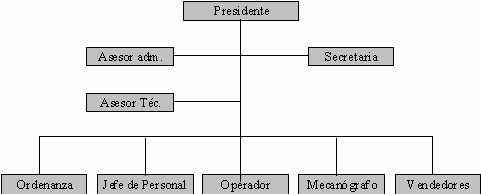 Presidente
Asesor adm.
Secretaria
Asesor Téc.
Ordenanza
Jefe de Personal
Operador
Mecanógrafo
Vendedores